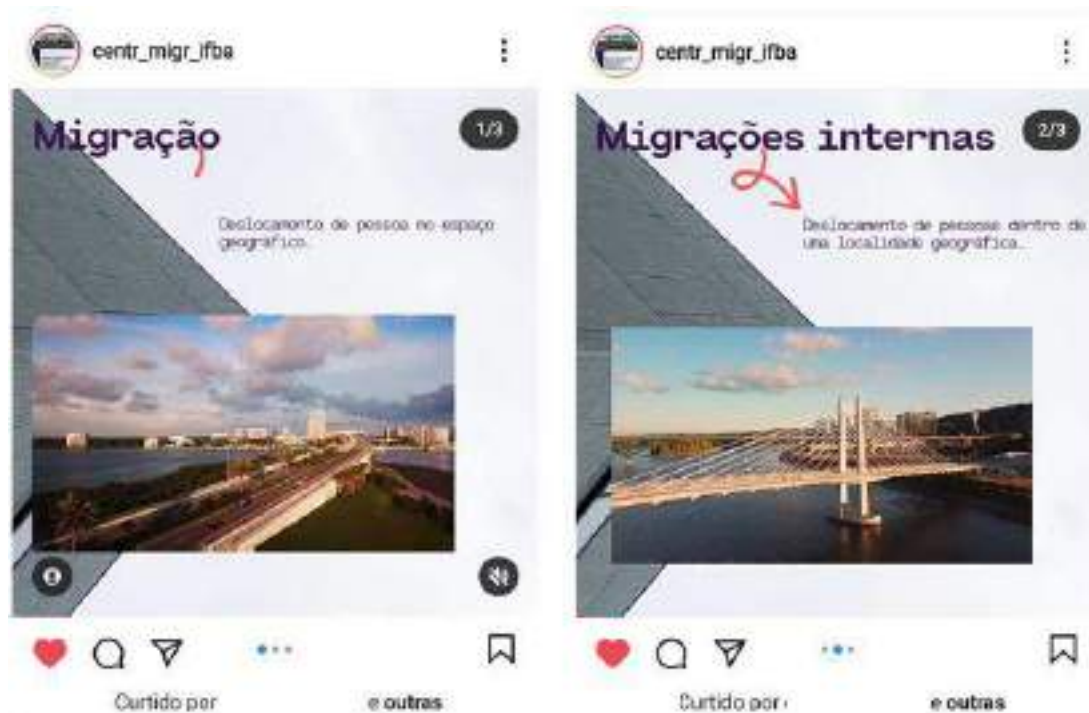 centr_migr_ifba
Migração
1/3
Deslocamento de pessoa no espaço
geográfico.
Curtido por e outras
centr_migr_ifba
Migrações internas
2/3
Deslocamento de pessoas dentro de
uma localidade geográfica.
Curtido por e outras